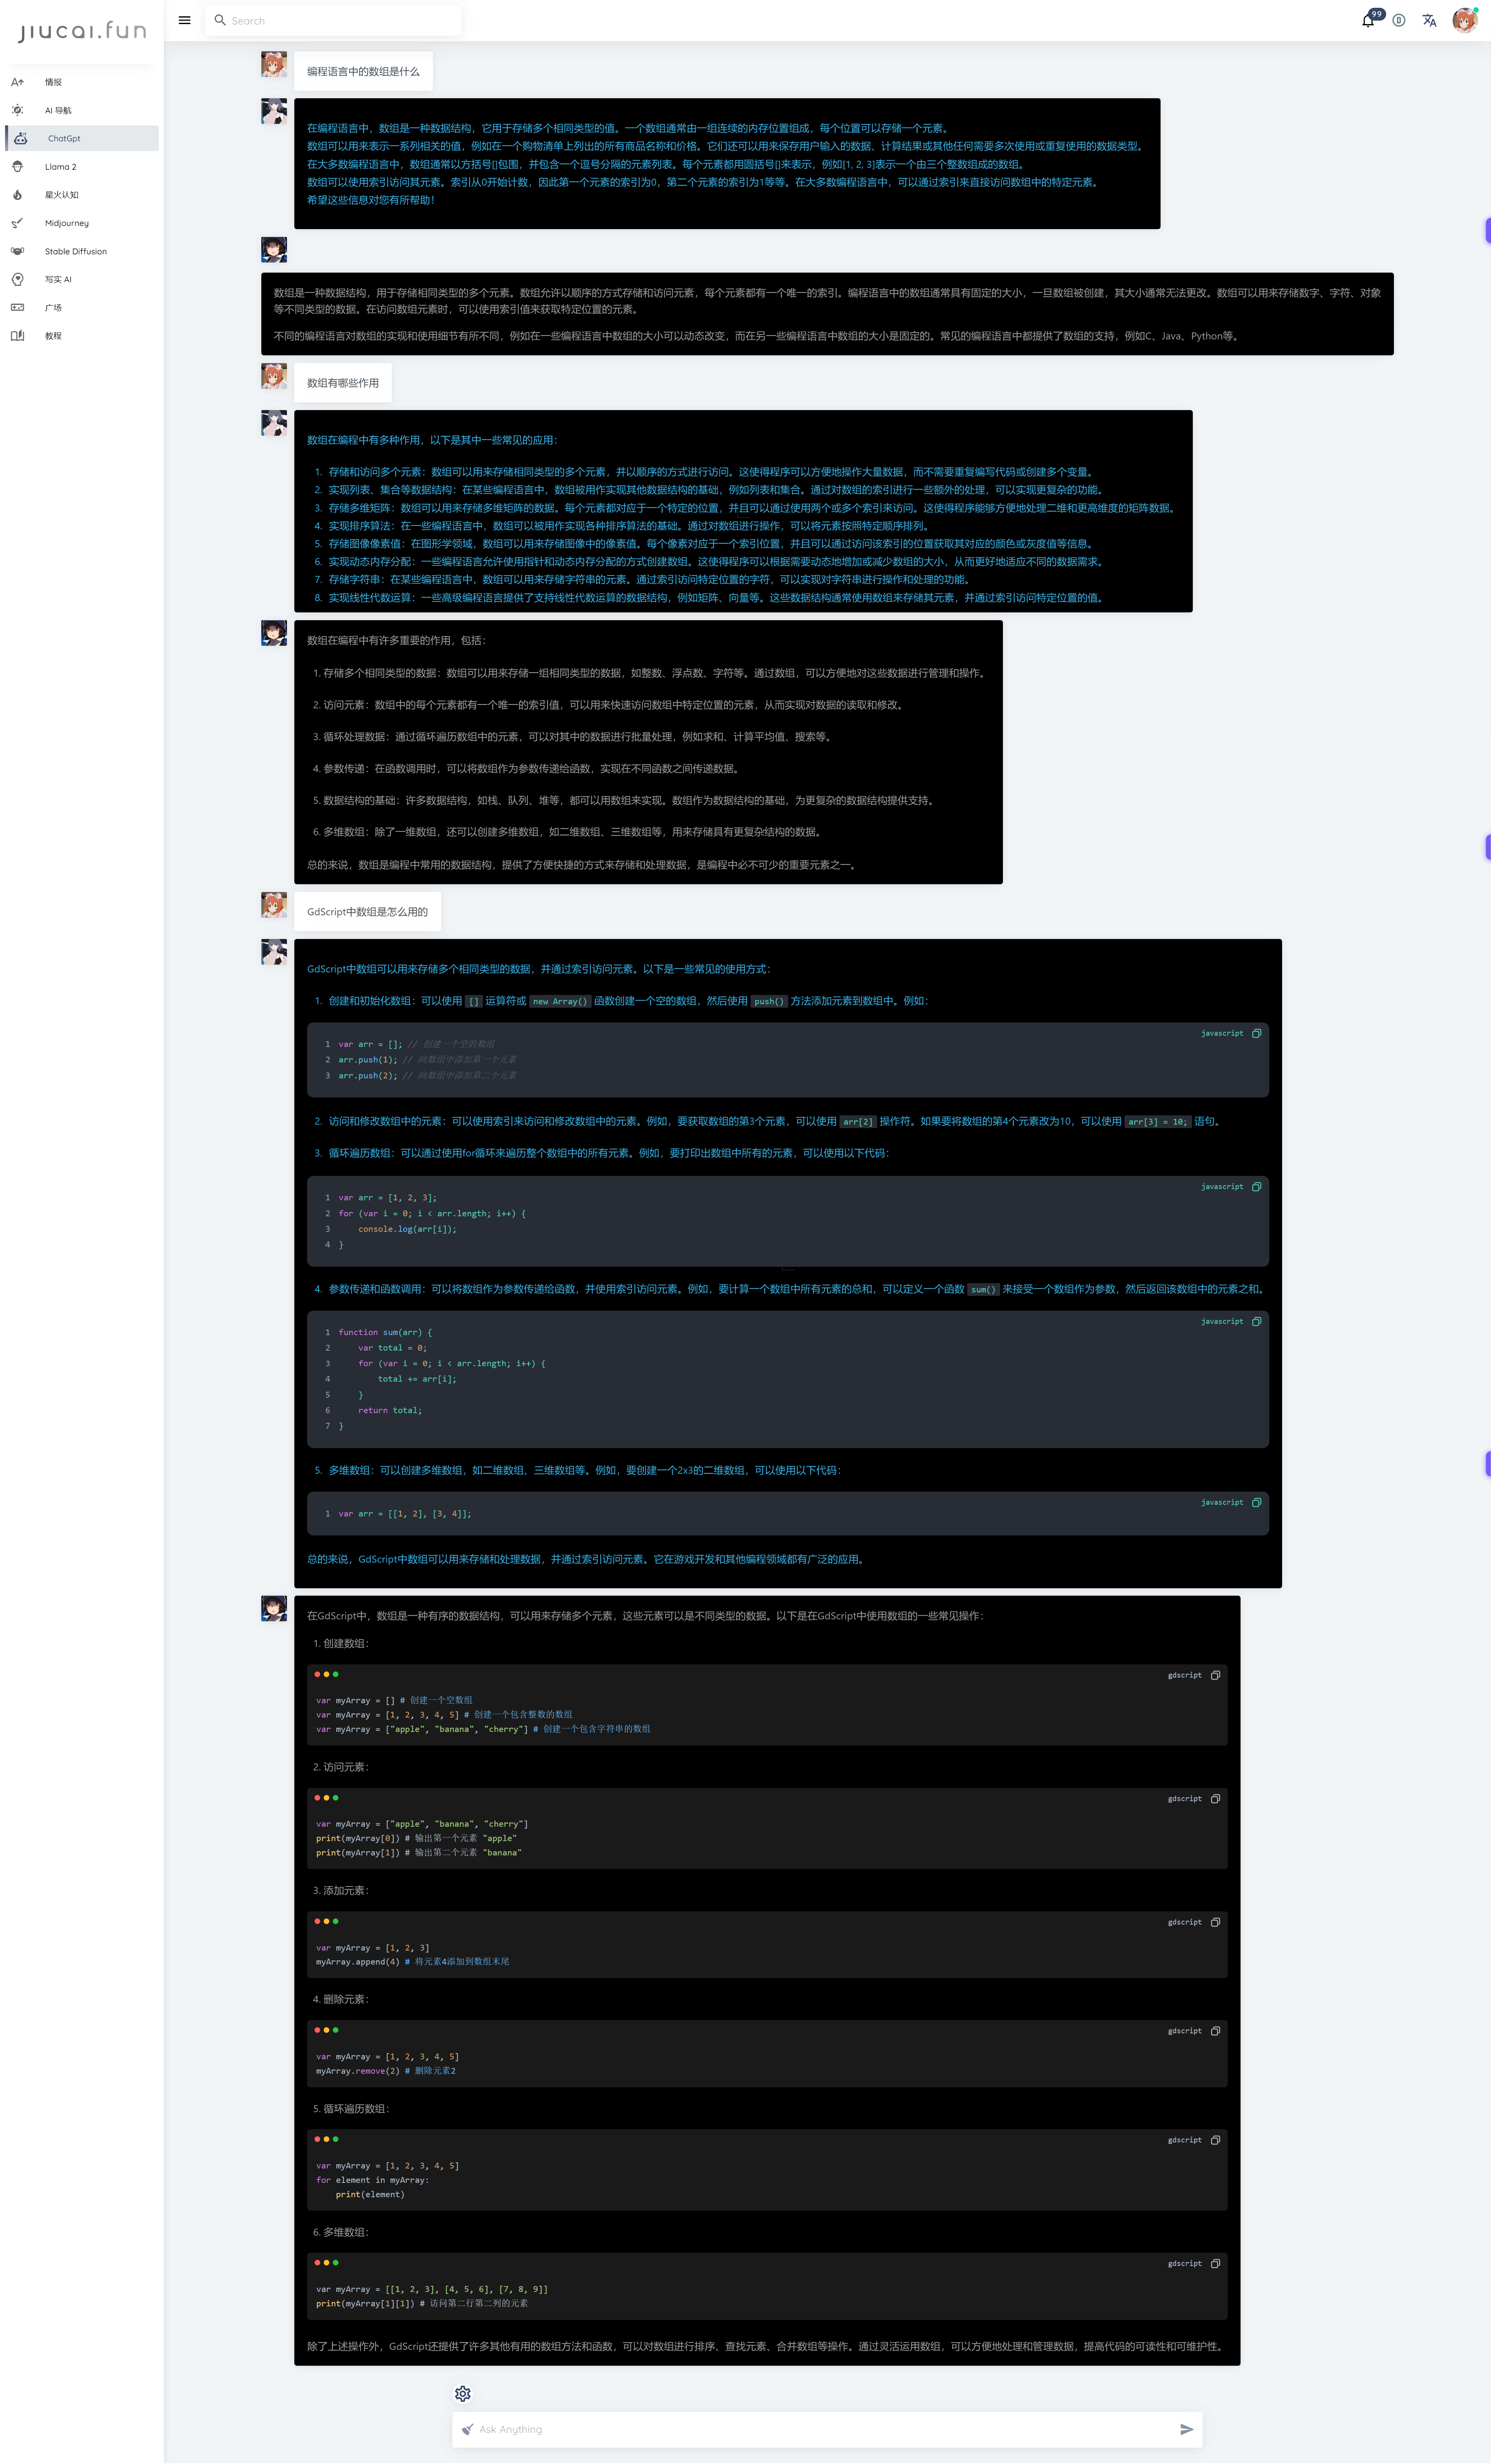 jiucai.fun
Search
99
情报
AI 导航
ChatGpt
Llama 2
星火认知
Midjourney
Stable Diffusion
写实 AI
广场
教程
编程语言中的数组是什么
在编程语言中，数组是一种数据结构，它用于存储多个相同类型的值。一个数组通常由一组连续的内存位置组成，每个位置可以存储一个元素。
数组可以用来表示一系列相关的值，例如在一个购物清单上列出的所有商品名称和价格。它们还可以用来保存用户输入的数据、计算结果或其他任何需要多次使用或重复使用的数据类型。
在大多数编程语言中，数组通常以方括号[]包围，并包含一个逗号分隔的元素列表。每个元素都用圆括号[]来表示，例如[1, 2, 3]表示一个由三个整数组成的数组。
数组可以使用索引访问其元素。索引从0开始计数，因此第一个元素的索引为0，第二个元素的索引为1等等。在大多数编程语言中，可以通过索引来直接访问数组中的特定元素。
希望这些信息对您有所帮助！
数组是一种数据结构，用于存储相同类型的多个元素。数组允许以顺序的方式存储和访问元素，每个元素都有一个唯一的索引。编程语言中的数组通常具有固定的大小，一旦数组被创建，其大小通常无法更改。数组可以用来存储数字、字符、对象
等不同类型的数据。在访问数组元素时，可以使用索引值来获取特定位置的元素。
不同的编程语言对数组的实现和使用细节有所不同，例如在一些编程语言中数组的大小可以动态改变，而在另一些编程语言中数组的大小是固定的。常见的编程语言中都提供了数组的支持，例如C、Java、Python等。
数组有哪些作用
数组在编程中有多种作用，以下是其中一些常见的应用：
1. 存储和访问多个元素：数组可以用来存储相同类型的多个元素，并以顺序的方式进行访问。这使得程序可以方便地操作大量数据，而不需要重复编写代码或创建多个变量。
2. 实现列表、集合等数据结构：在某些编程语言中，数组被用作实现其他数据结构的基础，例如列表和集合。通过对数组的索引进行一些额外的处理，可以实现更复杂的功能。
3. 存储多维矩阵：数组可以用来存储多维矩阵的数据。每个元素都对应于一个特定的位置，并且可以通过使用两个或多个索引来访问。这使得程序能够方便地处理二维和更高维度的矩阵数据。
4. 实现排序算法：在一些编程语言中，数组可以被用作实现各种排序算法的基础。通过对数组进行操作，可以将元素按照特定顺序排列。
5. 存储图像像素值：在图形学领域，数组可以用来存储图像中的像素值。每个像素对应于一个索引位置，并且可以通过访问该索引的位置获取其对应的颜色或灰度值等信息。
6. 实现动态内存分配：一些编程语言允许使用指针和动态内存分配的方式创建数组。这使得程序可以根据需要动态地增加或减少数组的大小，从而更好地适应不同的数据需求。
7. 存储字符串：在某些编程语言中，数组可以用来存储字符串的元素。通过索引访问特定位置的字符，可以实现对字符串进行操作和处理的功能。
8. 实现线性代数运算：一些高级编程语言提供了支持线性代数运算的数据结构，例如矩阵、向量等。这些数据结构通常使用数组来存储其元素，并通过索引访问特定位置的值。
数组在编程中有许多重要的作用，包括：
1. 存储多个相同类型的数据：数组可以用来存储一组相同类型的数据，如整数、浮点数、字符等。通过数组，可以方便地对这些数据进行管理和操作。
2. 访问元素：数组中的每个元素都有一个唯一的索引值，可以用来快速访问数组中特定位置的元素，从而实现对数据的读取和修改。
3. 循环处理数据：通过循环遍历数组中的元素，可以对其中的数据进行批量处理，例如求和、计算平均值、搜索等。
4. 参数传递：在函数调用时，可以将数组作为参数传递给函数，实现在不同函数之间传递数据。
5. 数据结构的基础：许多数据结构，如栈、队列、堆等，都可以用数组来实现。数组作为数据结构的基础，为更复杂的数据结构提供支持。
6. 多维数组：除了一维数组，还可以创建多维数组，如二维数组、三维数组等，用来存储具有更复杂结构的数据。
总的来说，数组是编程中常用的数据结构，提供了方便快捷的方式来存储和处理数据，是编程中必不可少的重要元素之一。
GdScript中数组是怎么用的
GdScript中数组可以用来存储多个相同类型的数据，并通过索引访问元素。以下是一些常见的使用方式：
1. 创建和初始化数组：可以使用 [] 运算符或 new Array() 函数创建一个空的数组，然后使用 push() 方法添加元素到数组中。例如：
javascript
1 var arr = []; // 创建一个空的数组
2 arr.push(1); // 向数组中添加第一个元素
3 arr.push(2); // 向数组中添加第二个元素
2. 访问和修改数组中的元素：可以使用索引来访问和修改数组中的元素。例如，要获取数组的第3个元素，可以使用 arr[2] 操作符。如果要将数组的第4个元素改为10，可以使用 arr[3] = 10; 语句。
3. 循环遍历数组：可以通过使用for循环来遍历整个数组中的所有元素。例如，要打印出数组中所有的元素，可以使用以下代码：
javascript
1 var arr = [1, 2, 3];
2 for (var i = 0; i < arr.length; i++) {
3     console.log(arr[i]);
4 }
4. 参数传递和函数调用：可以将数组作为参数传递给函数，并使用索引访问元素。例如，要计算一个数组中所有元素的总和，可以定义一个函数 sum() 来接受一个数组作为参数，然后返回该数组中的元素之和。
javascript
1 function sum(arr) {
2     var total = 0;
3     for (var i = 0; i < arr.length; i++) {
4         total += arr[i];
5     }
6     return total;
7 }
5. 多维数组：可以创建多维数组，如二维数组、三维数组等。例如，要创建一个2x3的二维数组，可以使用以下代码：
javascript
1 var arr = [[1, 2], [3, 4]];
总的来说，GdScript中数组可以用来存储和处理数据，并通过索引访问元素。它在游戏开发和其他编程领域都有广泛的应用。
在GdScript中，数组是一种有序的数据结构，可以用来存储多个元素，这些元素可以是不同类型的数据。以下是在GdScript中使用数组的一些常见操作：
1. 创建数组：
gdscript
var myArray = [] # 创建一个空数组
var myArray = [1, 2, 3, 4, 5] # 创建一个包含整数的数组
var myArray = ["apple", "banana", "cherry"] # 创建一个包含字符串的数组
2. 访问元素：
gdscript
var myArray = ["apple", "banana", "cherry"]
print(myArray[0]) # 输出第一个元素 "apple"
print(myArray[1]) # 输出第二个元素 "banana"
3. 添加元素：
gdscript
var myArray = [1, 2, 3]
myArray.append(4) # 将元素4添加到数组末尾
4. 删除元素：
gdscript
var myArray = [1, 2, 3, 4, 5]
myArray.remove(2) # 删除元素2
5. 循环遍历数组：
gdscript
var myArray = [1, 2, 3, 4, 5]
for element in myArray:
    print(element)
6. 多维数组：
gdscript
var myArray = [[1, 2, 3], [4, 5, 6], [7, 8, 9]]
print(myArray[1][1]) # 访问第二行第二列的元素
除了上述操作外，GdScript还提供了许多其他有用的数组方法和函数，可以对数组进行排序、查找元素、合并数组等操作。通过灵活运用数组，可以方便地处理和管理数据，提高代码的可读性和可维护性。
Ask Anything